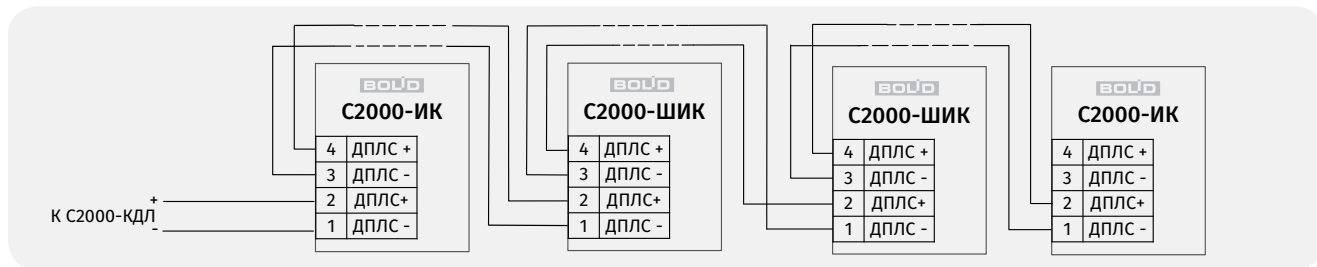 BOLID
С2000-ИК
4 ДПЛС +
3 ДПЛС -
2 ДПЛС+
1 ДПЛС -
+
К С2000-КДЛ
-
BOLID
С2000-ШИК
4 ДПЛС +
3 ДПЛС -
2 ДПЛС+
1 ДПЛС -
BOLID
С2000-ШИК
4 ДПЛС +
3 ДПЛС -
2 ДПЛС+
1 ДПЛС -
BOLID
С2000-ИК
4 ДПЛС +
3 ДПЛС -
2 ДПЛС+
1 ДПЛС -